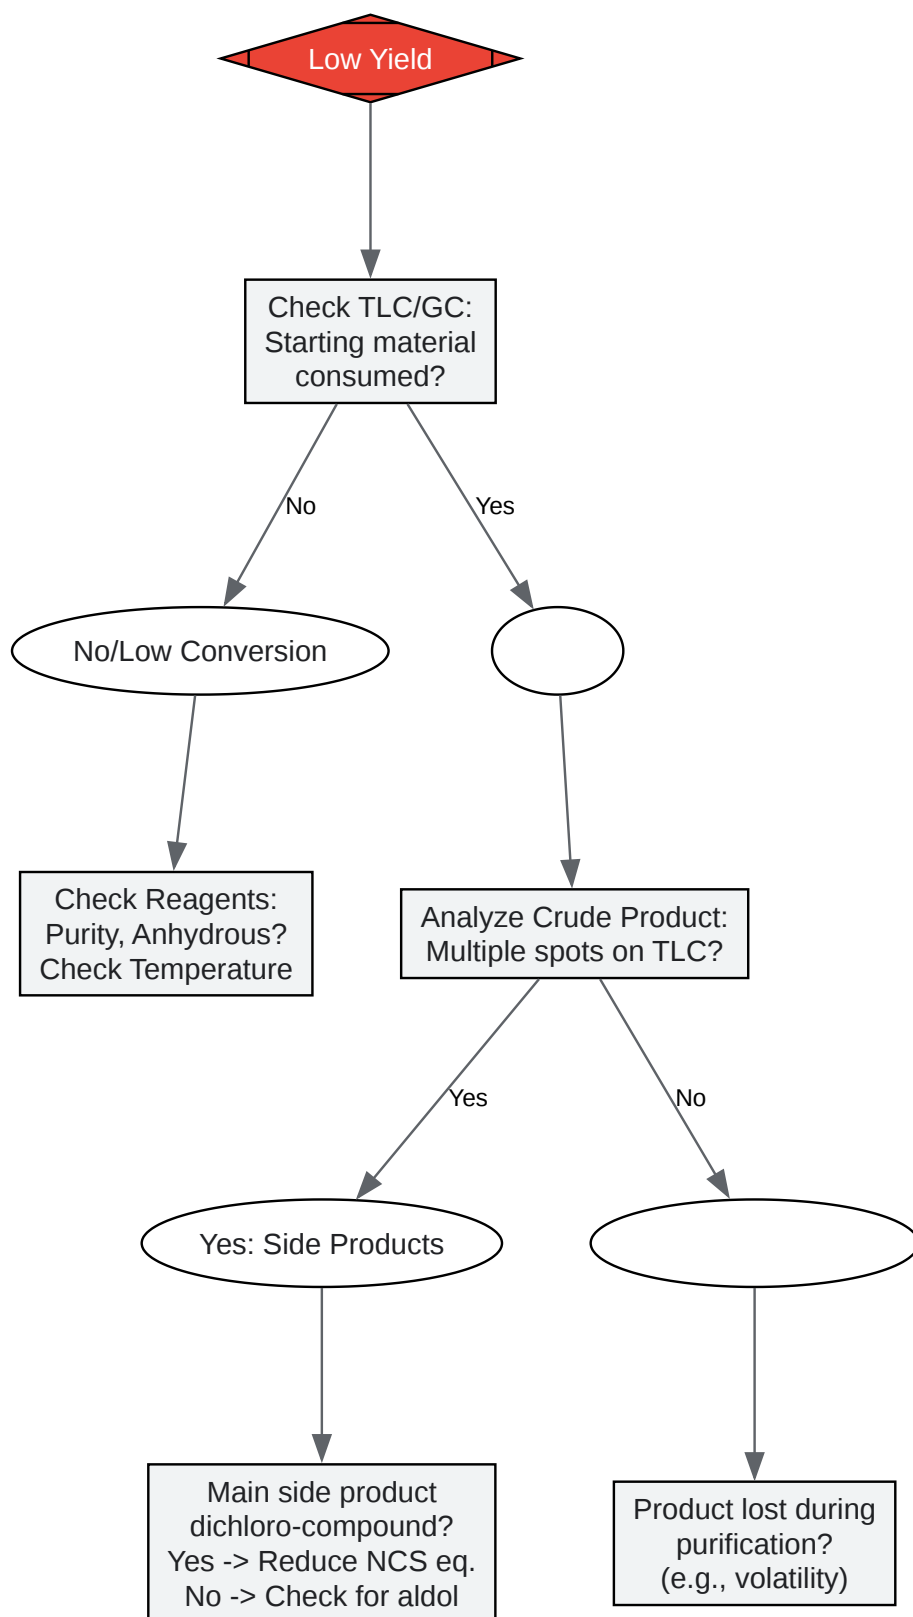 Low Yield
Check TLC/GC:
Starting material
consumed?
No
Yes
No/Low Conversion
Check Reagents:
Purity, Anhydrous?
Check Temperature
Analyze Crude Product:
Multiple spots on TLC?
Yes
No
Yes: Side Products
Main side product
dichloro-compound?
Yes -> Reduce NCS eq.
No -> Check for aldol
Product lost during
purification?
(e.g., volatility)